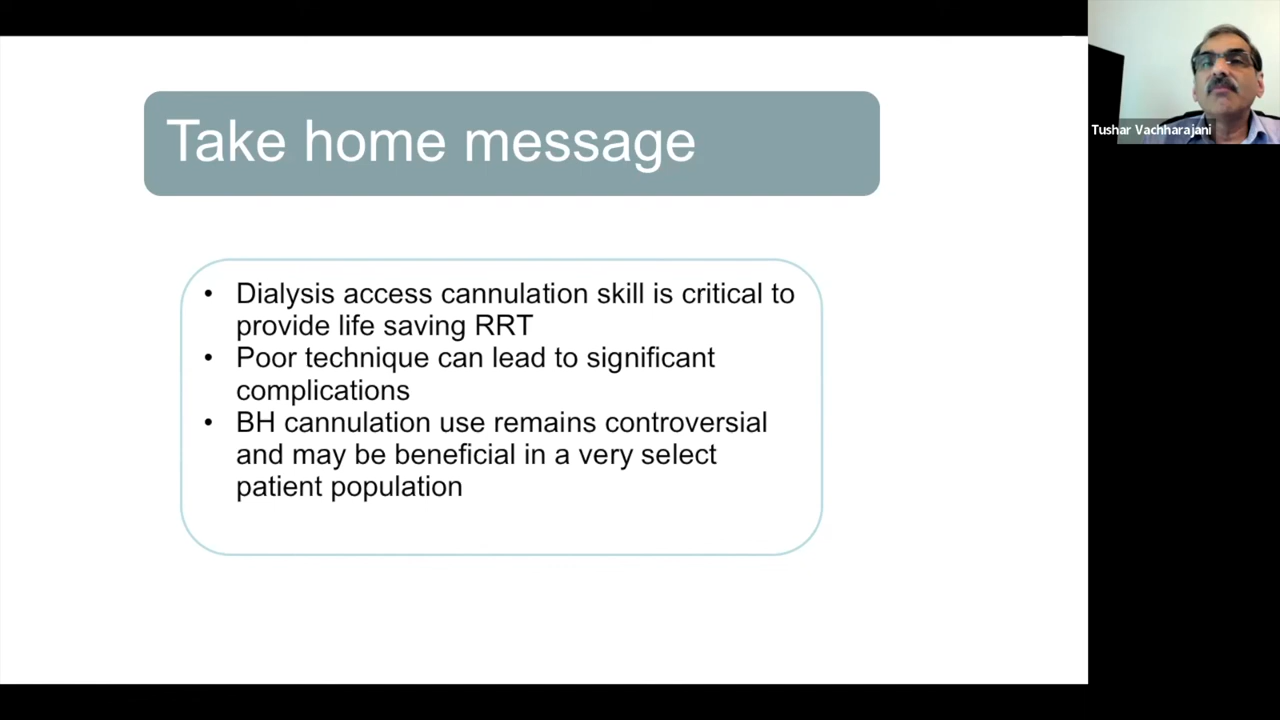 Take home message
• Dialysis access cannulation skill is critical to
provide life saving RRT
• Poor technique can lead to significant
complications
• BH cannulation use remains controversial
and may be beneficial in a very select
patient population
Tushar Vachharajani